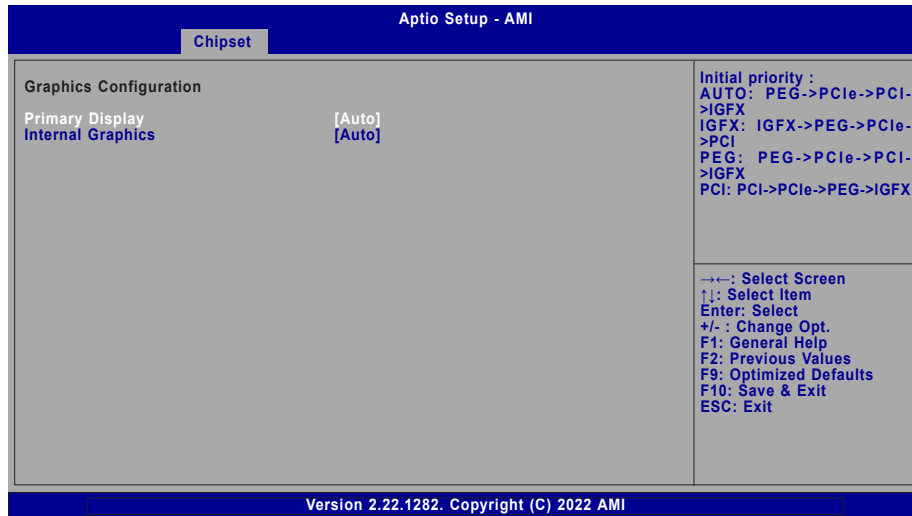 Aptio Setup - AMI
Chipset
Graphics Configuration
Primary Display [Auto]
Internal Graphics [Auto]
Initial priority :
AUTO: PEG->PCIe->PCI-
>IGFX
IGFX: IGFX->PEG->PCIe-
>PCI
PEG: PEG->PCIe->PCI-
>IGFX
PCI: PCI->PCIe->PEG->IGFX
→←: Select Screen
↑↓: Select Item
Enter: Select
+/- : Change Opt.
F1: General Help
F2: Previous Values
F9: Optimized Defaults
F10: Save & Exit
ESC: Exit
Version 2.22.1282. Copyright (C) 2022 AMI